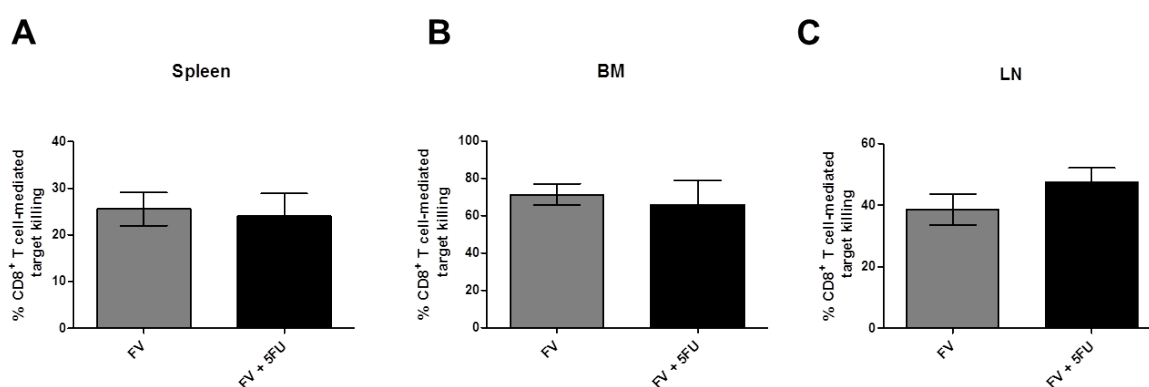 A
Spleen
% CD8⁺ T cell-mediated
target killing
40
30
20
10
0
FV
FV + 5FU
B
BM
% CD8⁺ T cell-mediated
target killing
100
80
60
40
20
0
FV
FV + 5FU
C
LN
% CD8⁺ T cell-mediated
target killing
60
40
20
0
FV
FV + 5FU